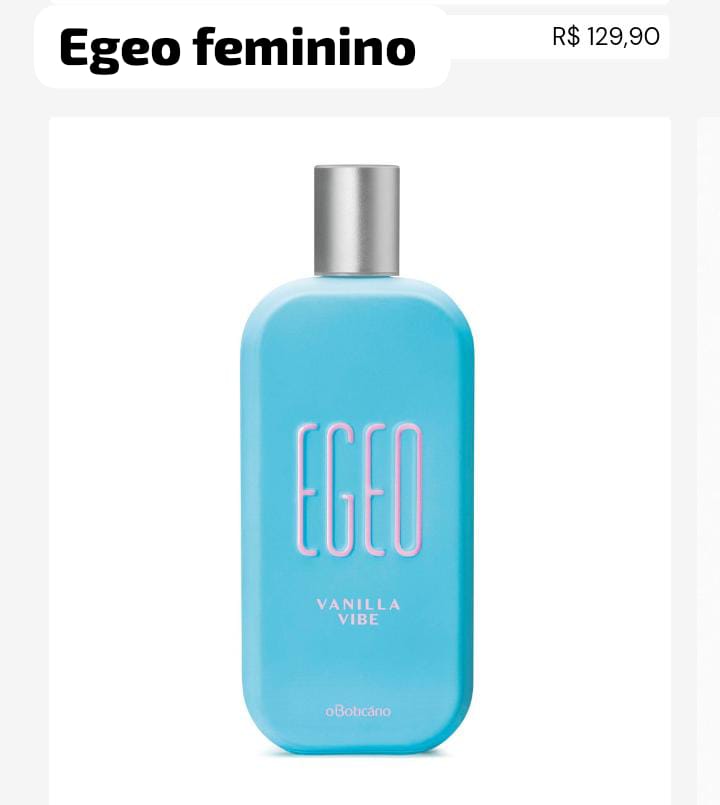 Egeo feminino
R$ 129,90
EGEO
VANILLA
VIBE
oBoticário